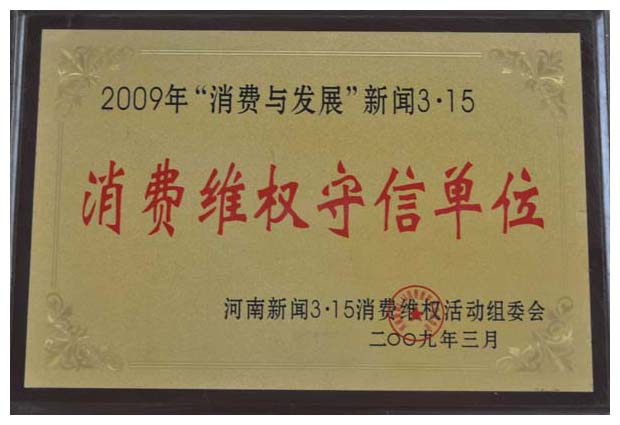 2009年“消费与发展”新闻3·15
消费维权守信单位
河南新闻3·15消费维权活动组委会
二〇〇九年三月